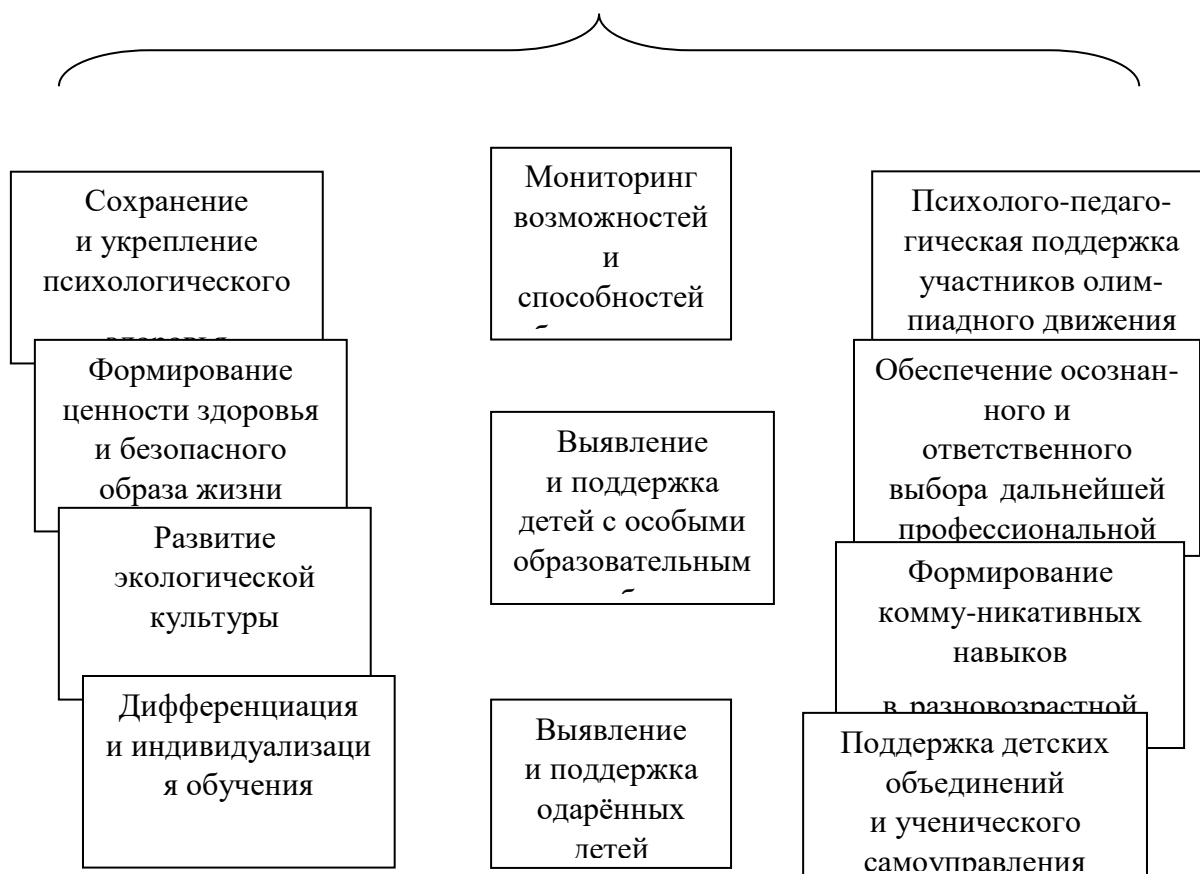 Сохранение
и укрепление
психологического
Формирование
ценности здоровья
и безопасного
образа жизни
Развитие
экологической
культуры
Дифференциация
и индивидуализаци
я обучения
Мониторинг
возможностей
и
способностей
Выявление
и поддержка
детей с особыми
образовательным
Выявление
и поддержка
одарённых
детей
Психолого-педаго-
гическая поддержка
участников олим-
пиадного движения
Обеспечение осознан-
ного и
ответственного
выбора дальнейшей
профессиональной
Формирование
комму-никативных
навыков
в разновозрастной
Поддержка детских
объединений
и ученического
самоуправления